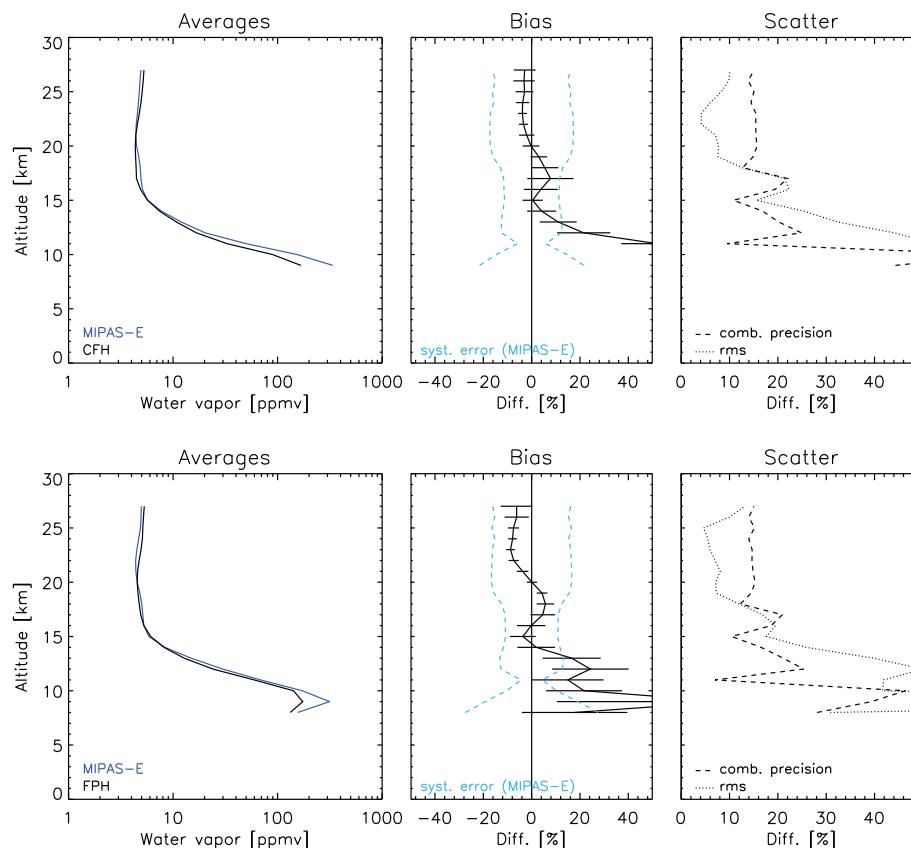 Averages Bias Scatter
30
25
20
15
10
5
0
Altitude [km]
MIPAS−E
CFH
syst. error (MIPAS−E)
comb. precision
rms
1 10 100 1000 −40 −20 0 20 40 0 10 20 30 40
Water vapor [ppmv] Diff. [%] Diff. [%]
Averages Bias Scatter
30
25
20
15
10
5
0
Altitude [km]
MIPAS−E
FPH
syst. error (MIPAS−E)
comb. precision
rms
1 10 100 1000 −40 −20 0 20 40 0 10 20 30 40
Water vapor [ppmv] Diff. [%] Diff. [%]